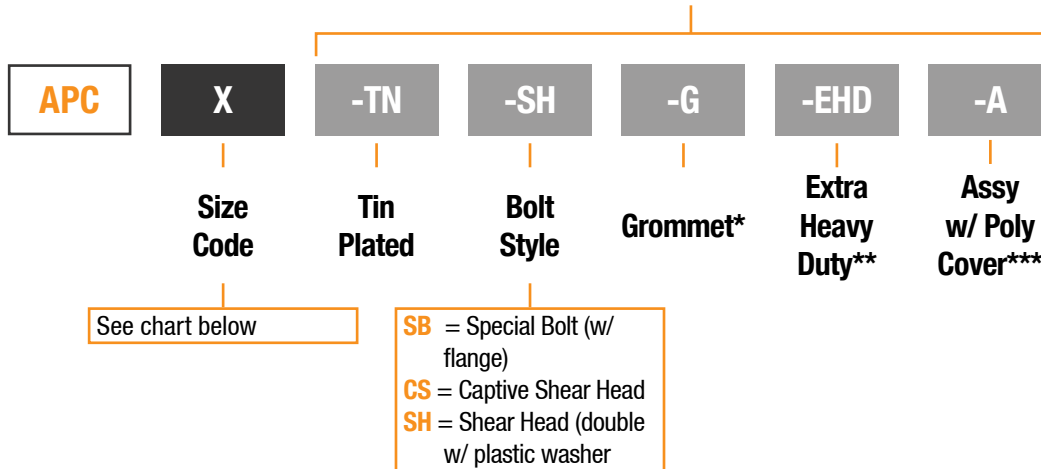 APC X -TN -SH -G -EHD -A
Size
Code
Tin
Plated
Bolt
Style
Grommet*
Extra
Heavy
Duty**
Assy
w/ Poly
Cover***
See chart below
SB = Special Bolt (w/
flange)
CS = Captive Shear Head
SH = Shear Head (double
w/ plastic washer